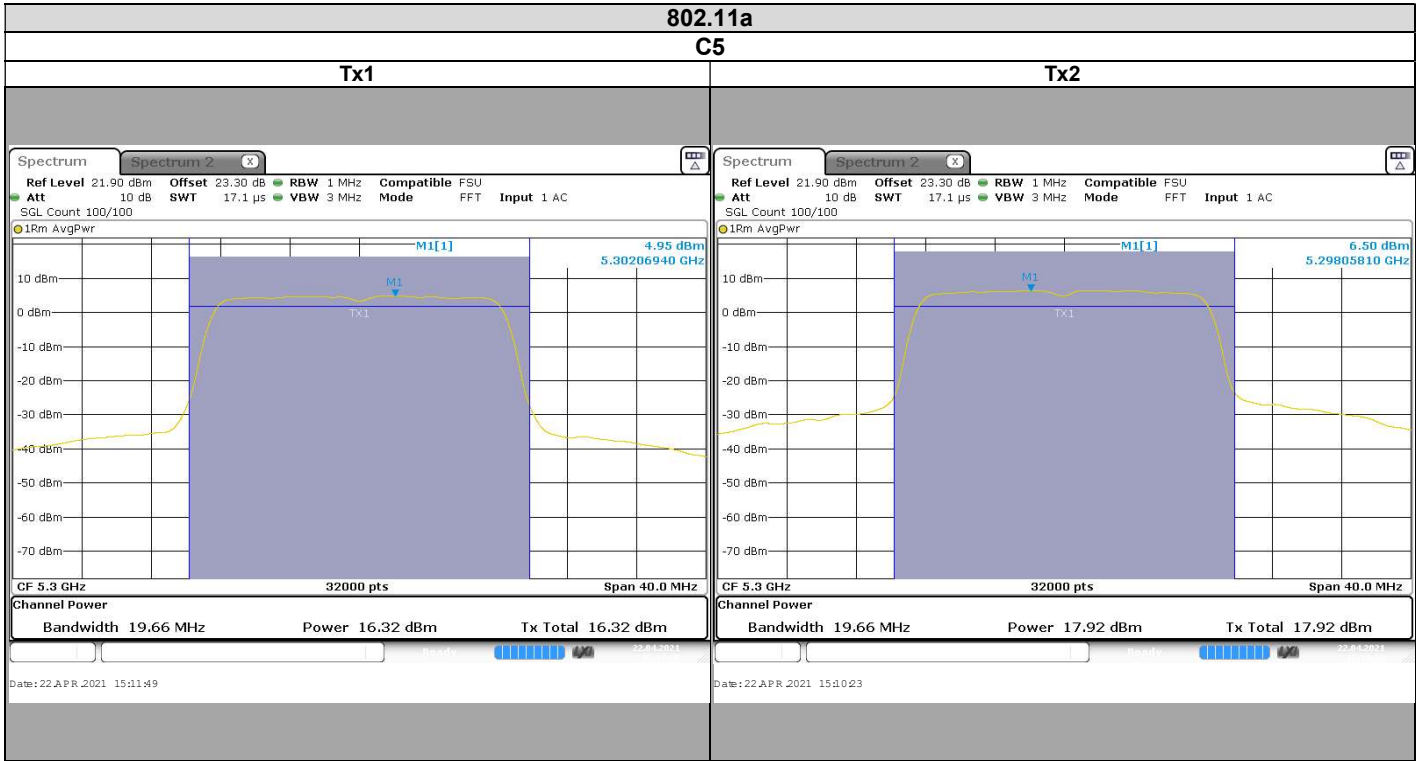 802.11a
C5
Tx1
Tx2
Spectrum
Spectrum 2 X
Ref Level 21.90 dBm Offset 23.30 dB RBW 1 MHz Compatible FSU
Att 10 dB SWT 17.1 µs VBW 3 MHz Mode FFT Input 1 AC
SGL Count 100/100
1Rm AvgPwr
M1[1] 4.95 dBm
5.30206940 GHz
10 dBm
M1
0 dBm
TX1
-10 dBm
-20 dBm
-30 dBm
-40 dBm
-50 dBm
-60 dBm
-70 dBm
CF 5.3 GHz 32000 pts Span 40.0 MHz
Channel Power
Bandwidth 19.66 MHz Power 16.32 dBm Tx Total 16.32 dBm
Ready 22.04.2021
Date: 22.APR.2021 15:11:49
Spectrum
Spectrum 2 X
Ref Level 21.90 dBm Offset 23.30 dB RBW 1 MHz Compatible FSU
Att 10 dB SWT 17.1 µs VBW 3 MHz Mode FFT Input 1 AC
SGL Count 100/100
1Rm AvgPwr
M1[1] 6.50 dBm
5.29805810 GHz
10 dBm
M1
0 dBm
TX1
-10 dBm
-20 dBm
-30 dBm
-40 dBm
-50 dBm
-60 dBm
-70 dBm
CF 5.3 GHz 32000 pts Span 40.0 MHz
Channel Power
Bandwidth 19.66 MHz Power 17.92 dBm Tx Total 17.92 dBm
Ready 22.04.2021
Date: 22.APR.2021 15:10:23